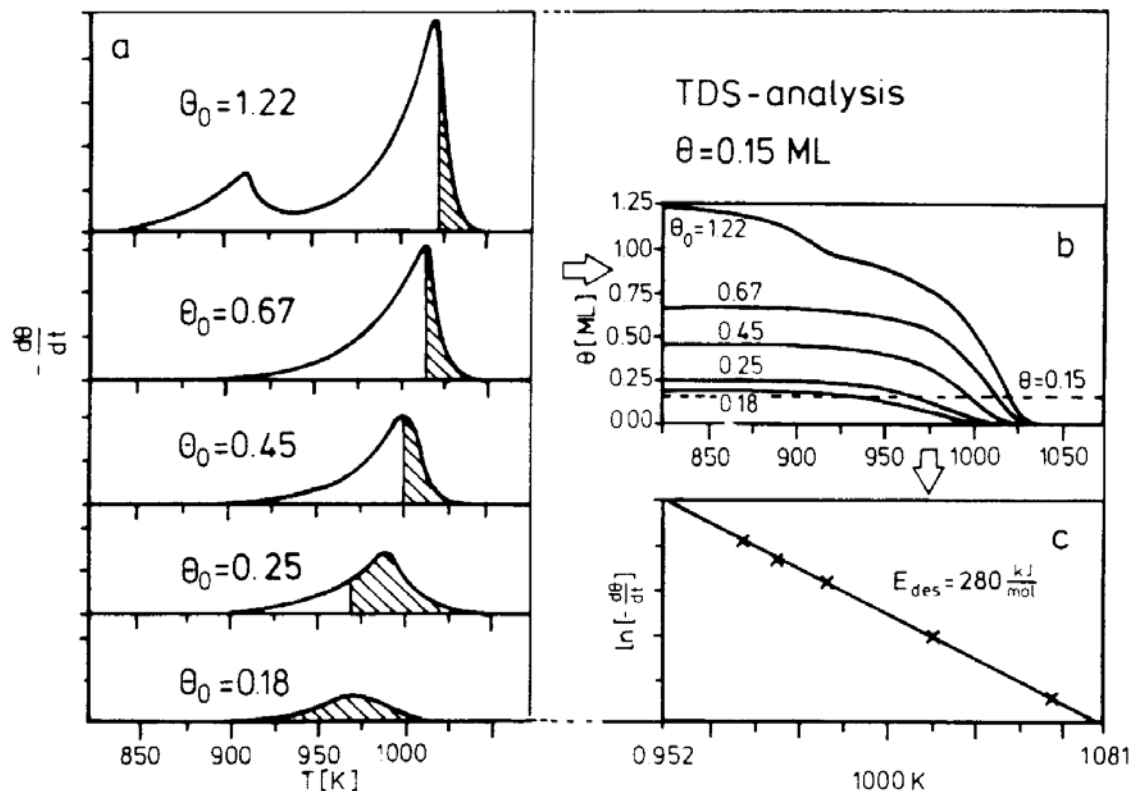 a
θ₀ = 1.22
θ₀ = 0.67
θ₀ = 0.45
θ₀ = 0.25
θ₀ = 0.18
- dθ/dt
850 900 950 1000
T [K]
TDS - analysis
θ = 0.15 ML
b
θ [ML]
1.25
1.00
0.75
0.50
0.25
0.00
θ₀ = 1.22
0.67
0.45
0.25
0.18
θ = 0.15
850 900 950 1000 1050
c
ln[-dθ/dt]
E des = 280 kJ/mol
0.952 1081
1000 K